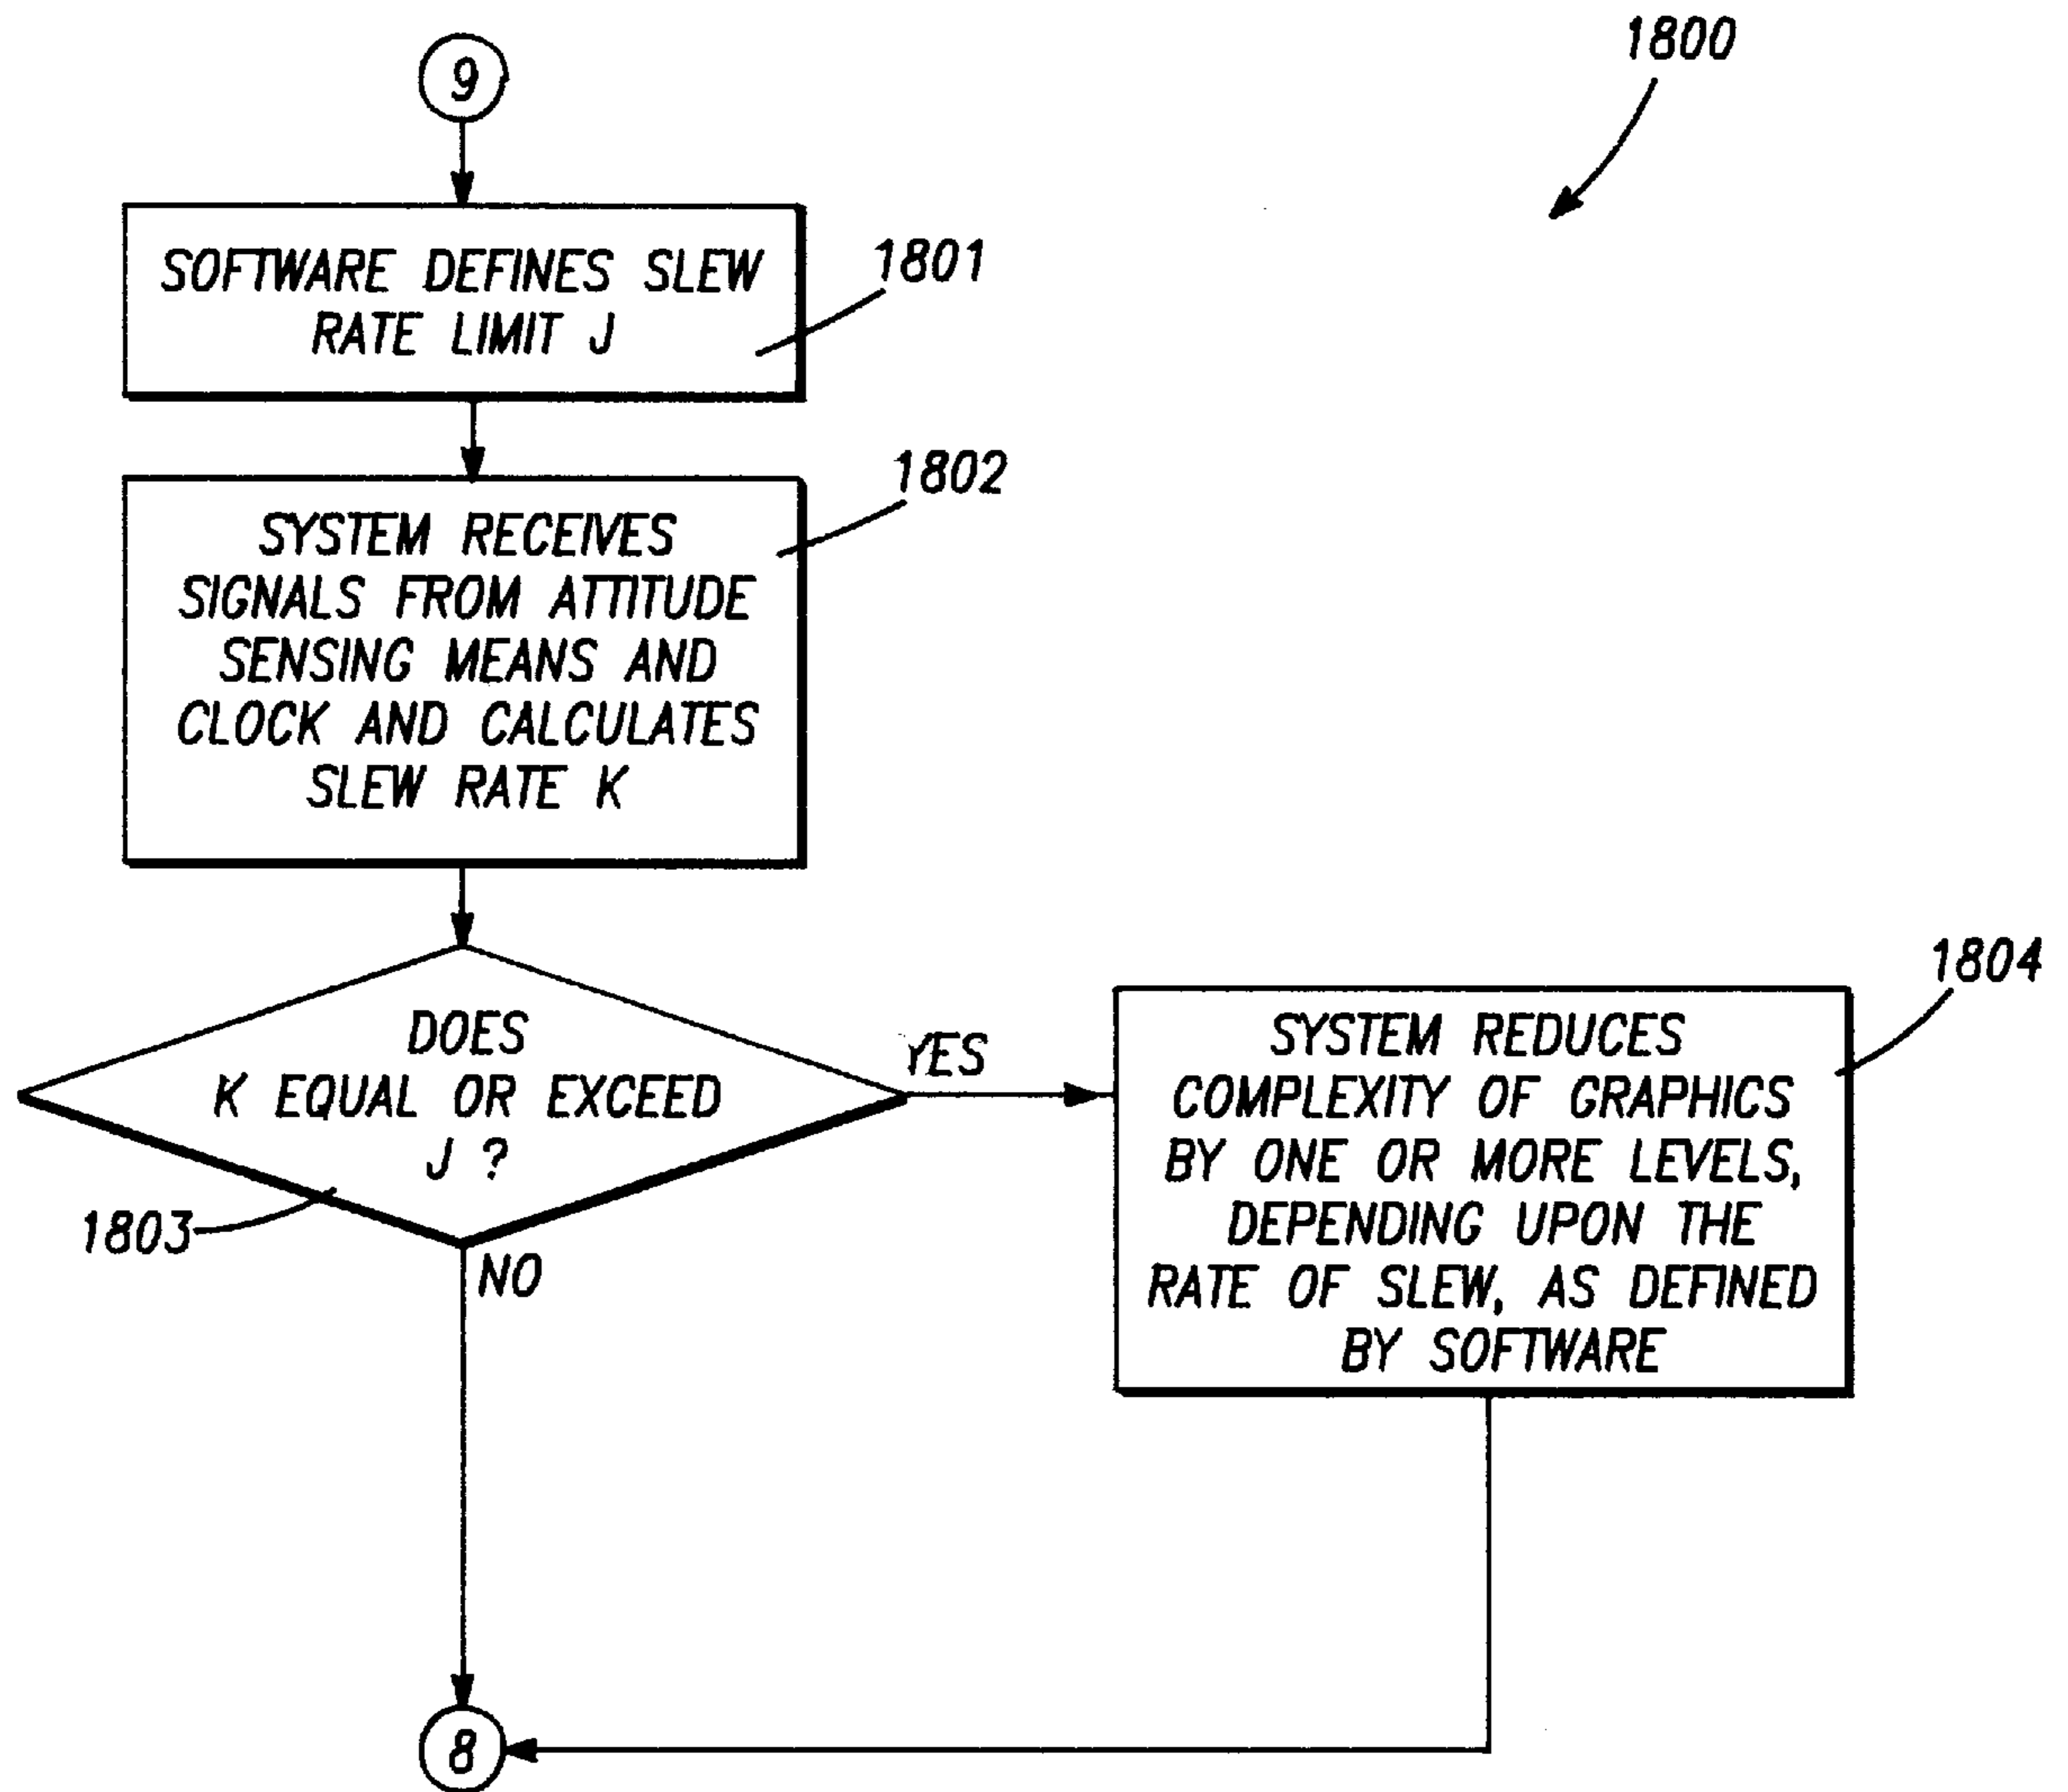 9
1800
SOFTWARE DEFINES SLEW
RATE LIMIT J
1801
1802
SYSTEM RECEIVES
SIGNALS FROM ATTITUDE
SENSING MEANS AND
CLOCK AND CALCULATES
SLEW RATE K
DOES
K EQUAL OR EXCEED
J ?
1803
YES
NO
1804
SYSTEM REDUCES
COMPLEXITY OF GRAPHICS
BY ONE OR MORE LEVELS,
DEPENDING UPON THE
RATE OF SLEW, AS DEFINED
BY SOFTWARE
8